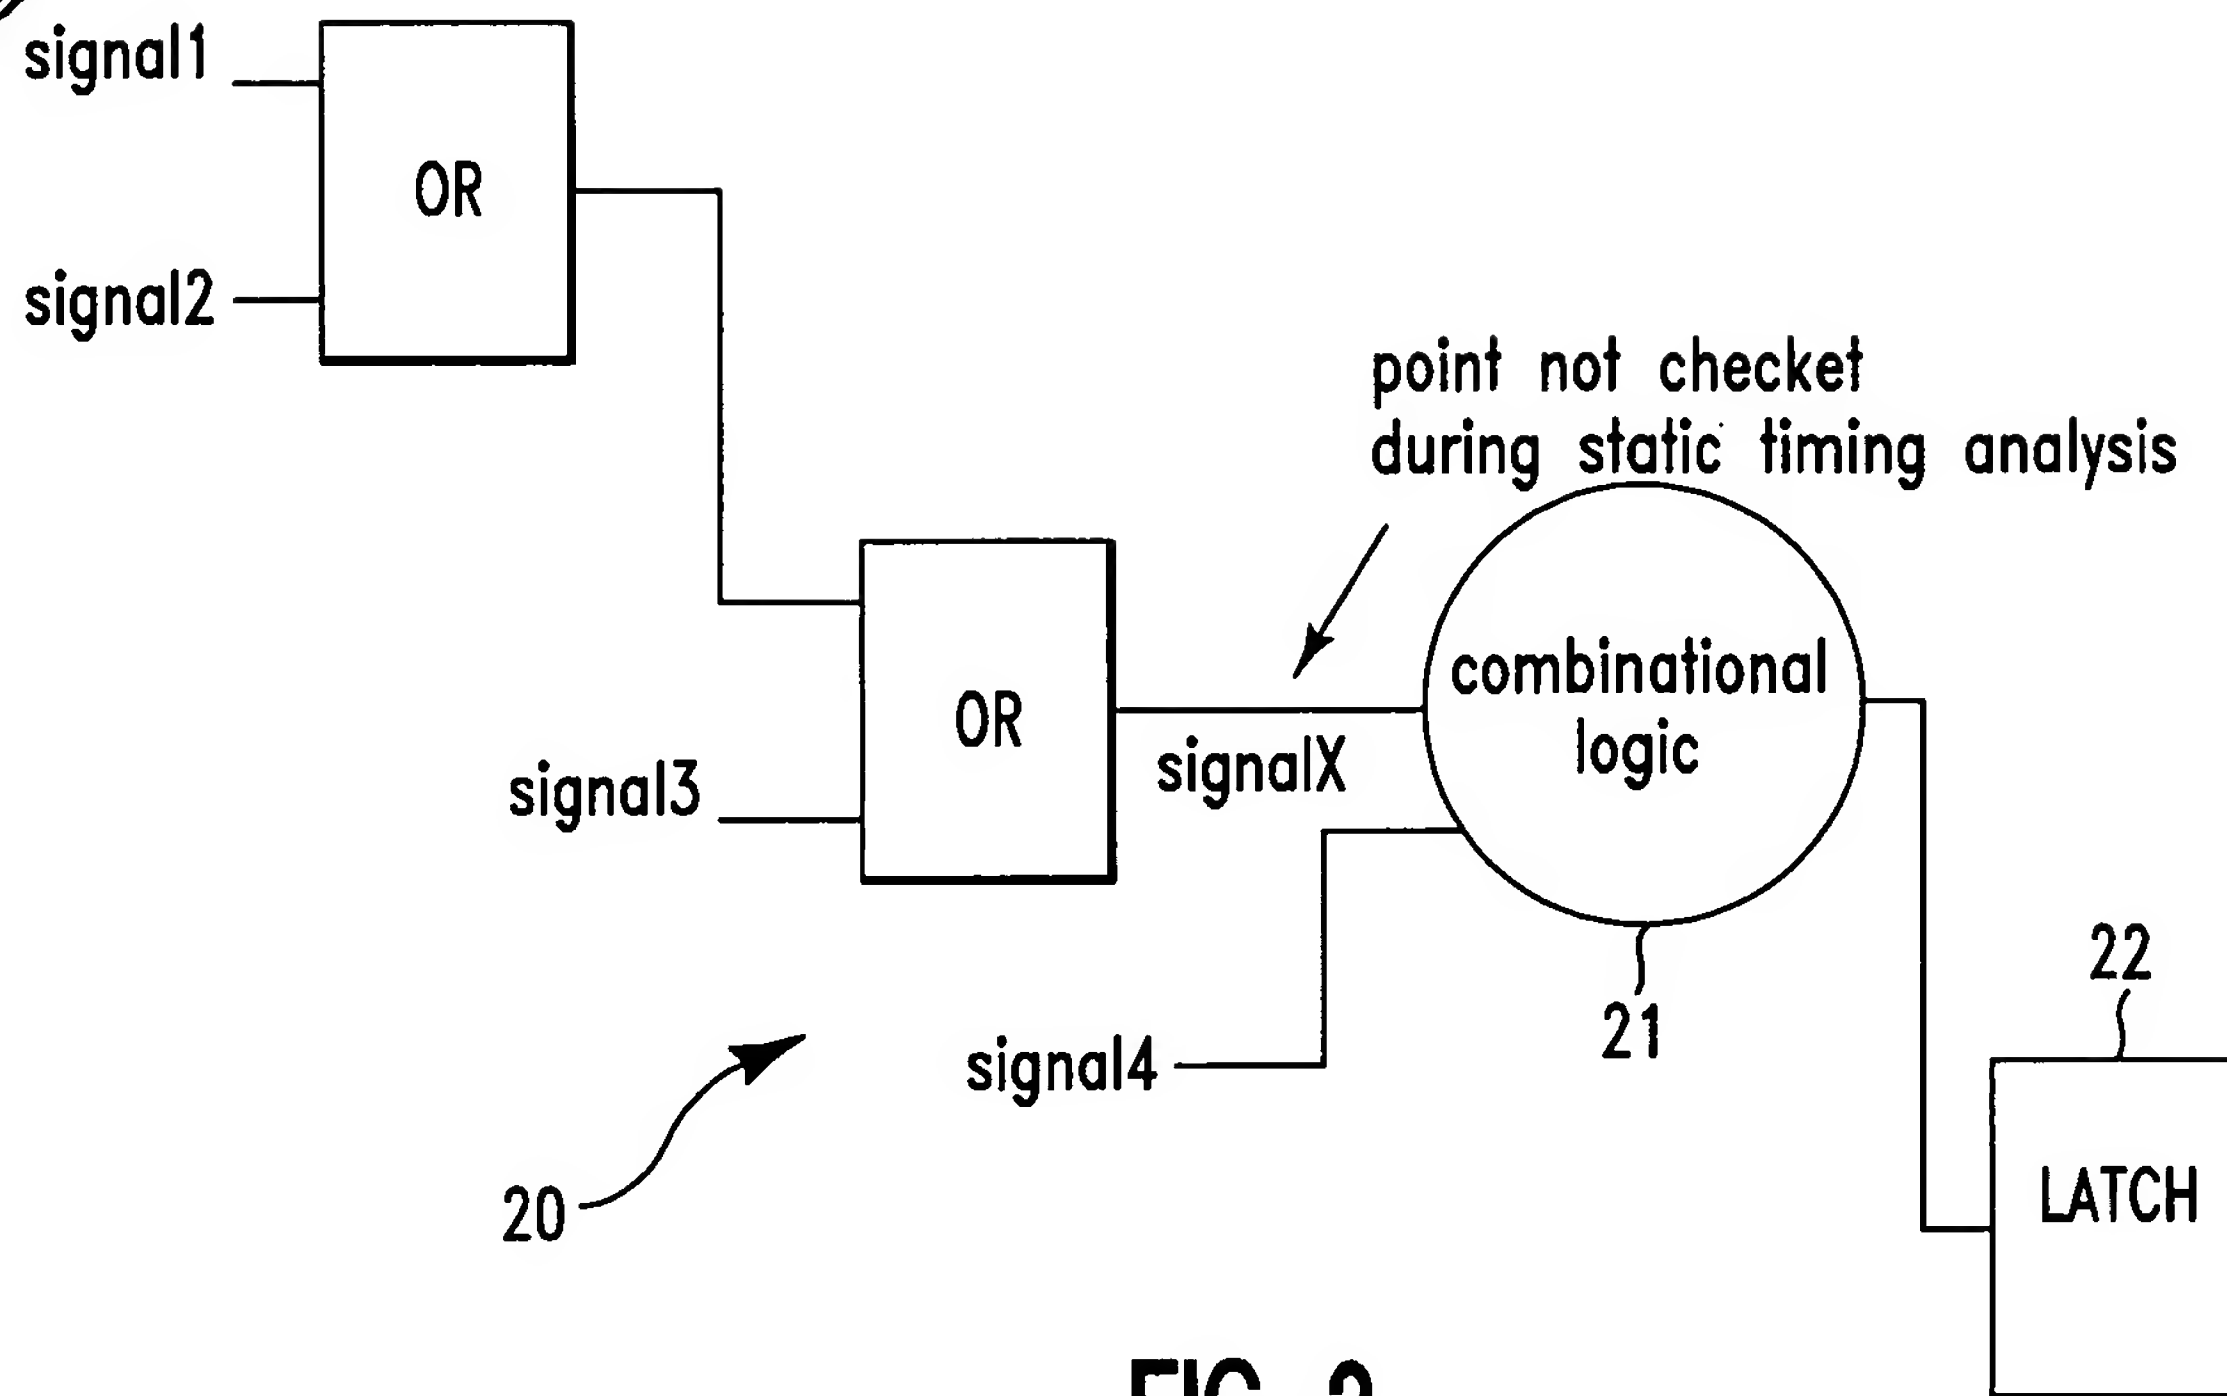 signal1
OR
signal2
point not checket
during static timing analysis
OR
combinational
logic
signalX
signal3
22
21
signal4
LATCH
20